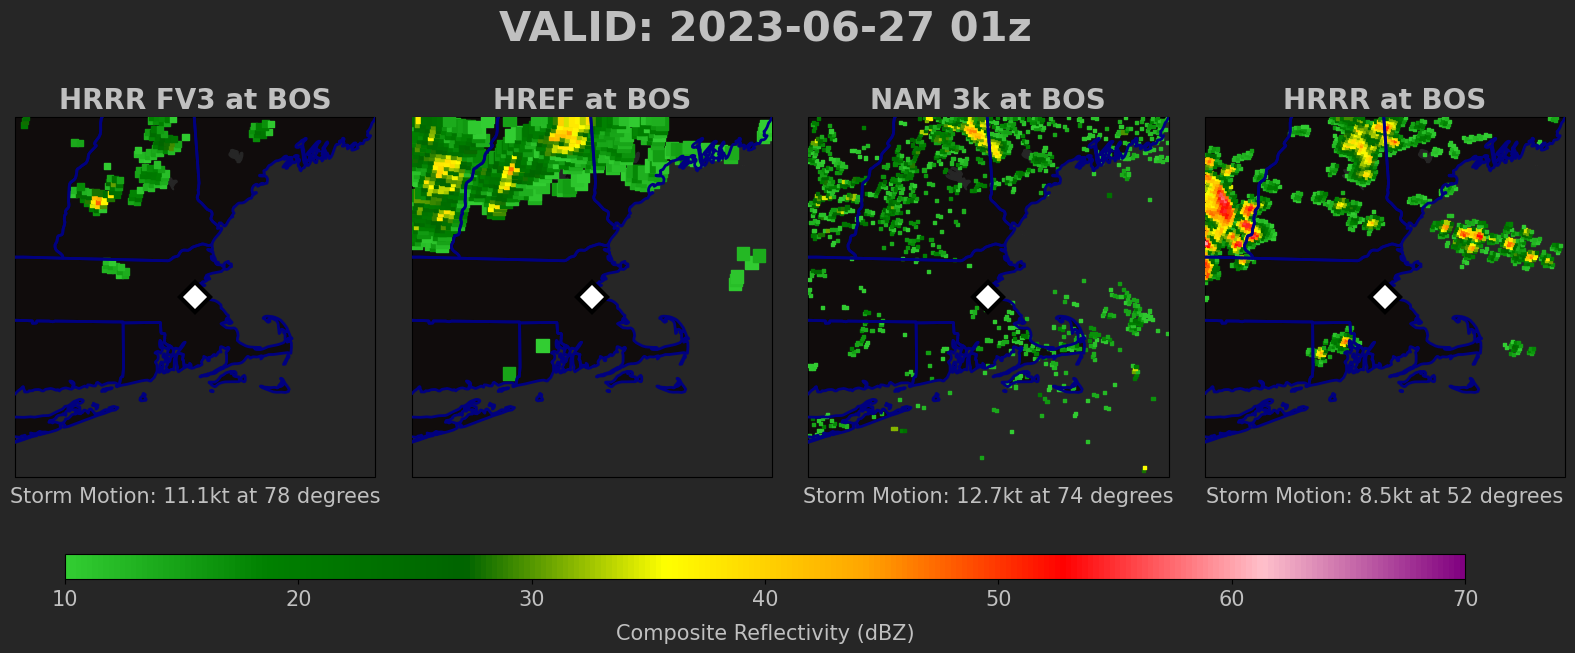 VALID: 2023-06-27 01z
HRRR FV3 at BOS
HREF at BOS
NAM 3k at BOS
HRRR at BOS
Storm Motion: 11.1kt at 78 degrees
Storm Motion: 12.7kt at 74 degrees
Storm Motion: 8.5kt at 52 degrees
10 20 30 40 50 60 70
Composite Reflectivity (dBZ)